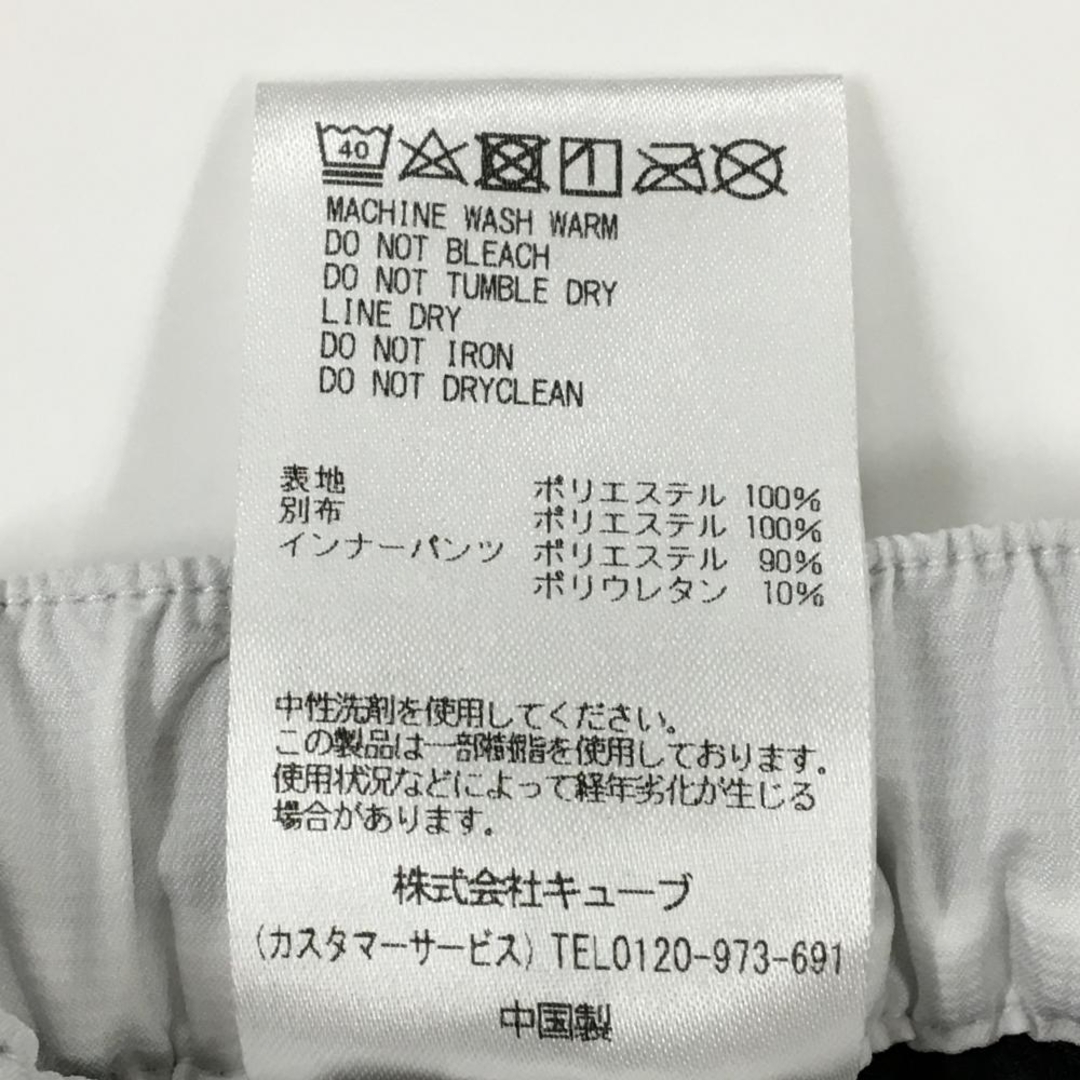 40
MACHINE WASH WARM
DO NOT BLEACH
DO NOT TUMBLE DRY
LINE DRY
DO NOT IRON
DO NOT DRYCLEAN
表地 ポリエステル 100%
別布 ポリエステル 100%
インナーパンツ ポリエステル 90%
ポリウレタン 10%
中性洗剤を使用してください。
この製品は一部樹脂を使用しております。
使用状況などによって経年劣化が生じる
場合があります。
株式会社キューブ
(カスタマーサービス) TEL0120-973-691
中国製